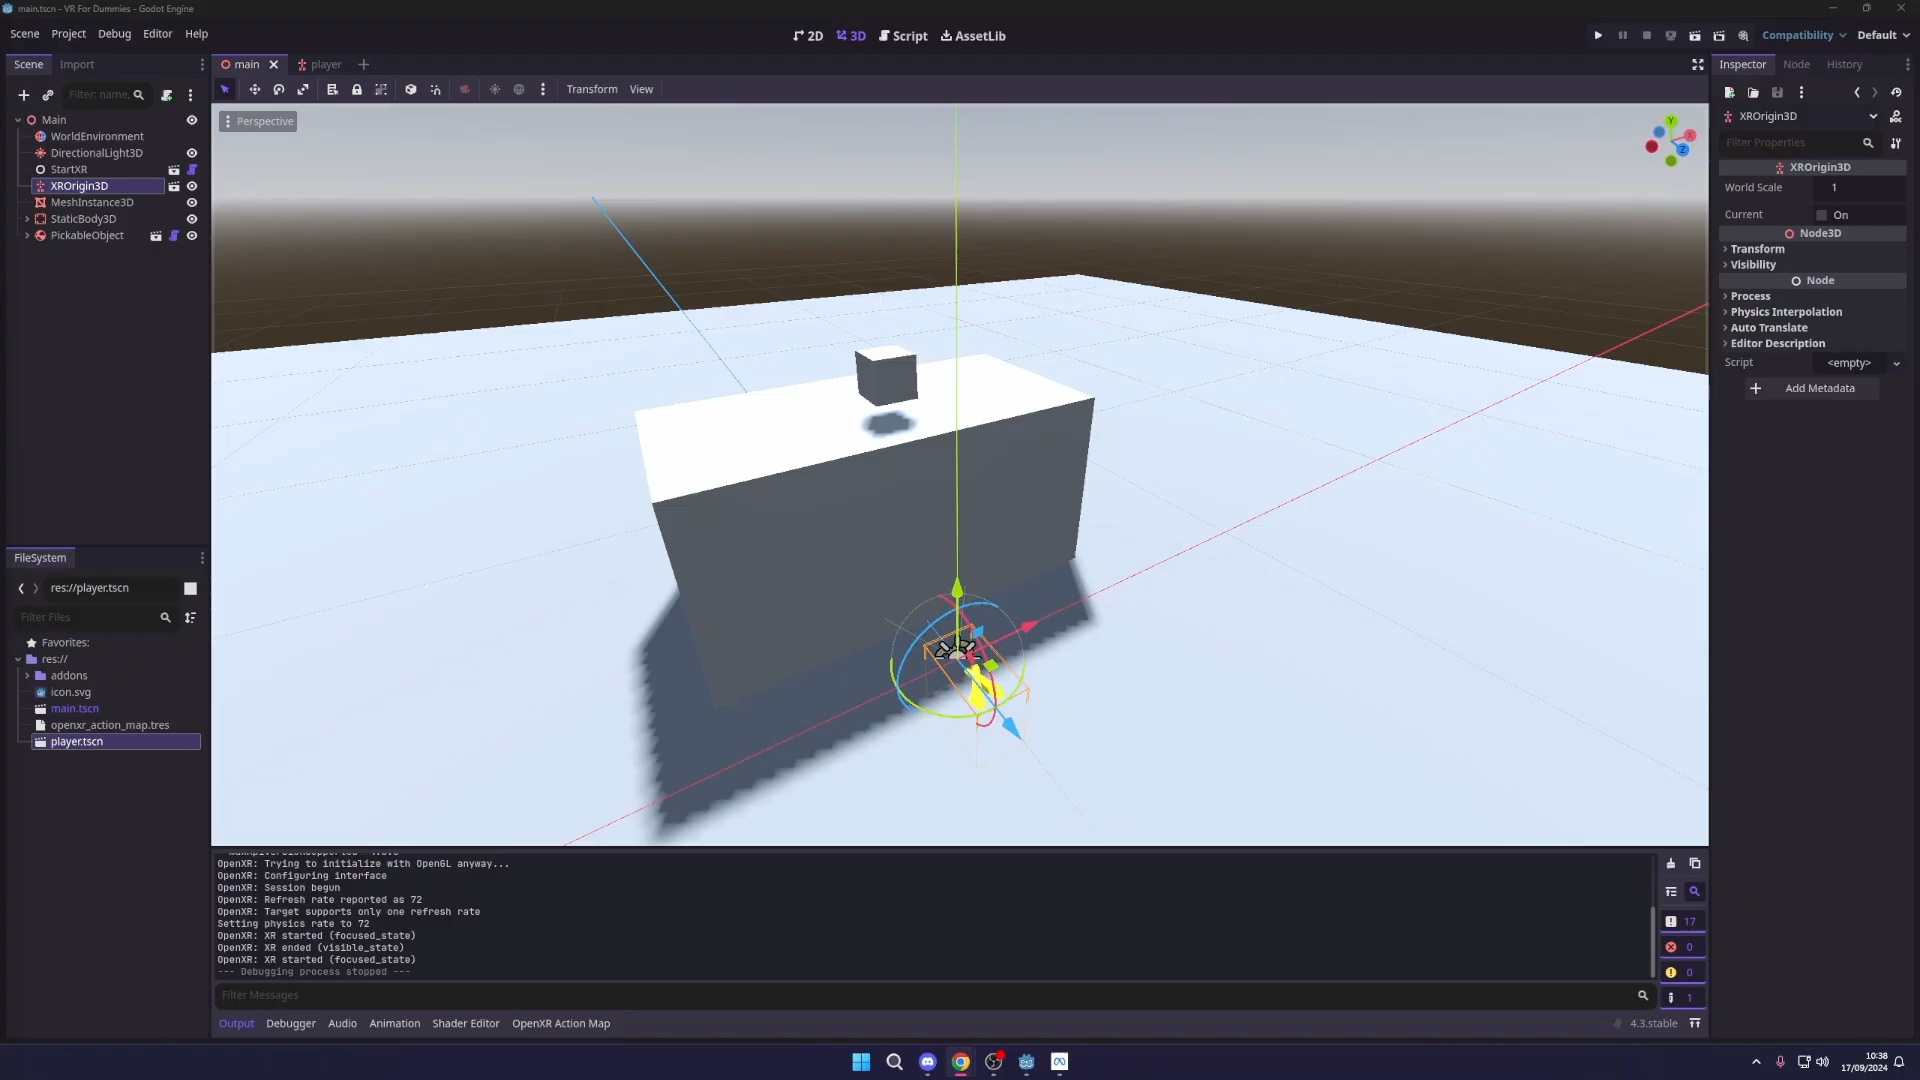 main.tscn - VR For Dummies - Godot Engine
Scene Project Debug Editor Help
2D 3D Script AssetLib
Compatibility Default
Scene Import
Filter: name,
Main
WorldEnvironment
DirectionalLight3D
StartXR
XROrigin3D
MeshInstance3D
StaticBody3D
PickableObject
main player
Transform View
Perspective
Y
X
Z
Inspector Node History
XROrigin3D
Filter Properties
XROrigin3D
World Scale 1
Current On
Node3D
Transform
Visibility
Node
Process
Physics Interpolation
Auto Translate
Editor Description
Script <empty>
Add Metadata
FileSystem
res://player.tscn
Filter Files
Favorites:
res://
addons
icon.svg
main.tscn
openxr_action_map.tres
player.tscn
OpenXR: Trying to initialize with OpenGL anyway...
OpenXR: Configuring interface
OpenXR: Session begun
OpenXR: Refresh rate reported as 72
OpenXR: Target supports only one refresh rate
Setting physics rate to 72
OpenXR: XR started (focused_state)
OpenXR: XR ended (visible_state)
OpenXR: XR started (focused_state)
--- Debugging process stopped ---
17
0
0
1
Filter Messages
Output Debugger Audio Animation Shader Editor OpenXR Action Map
4.3.stable
10:38
17/09/2024